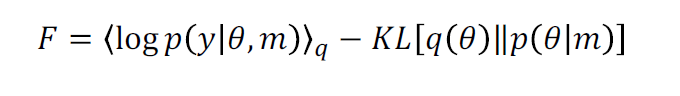 F = ⟨log p(y|θ, m)⟩_q − KL[q(θ)‖p(θ|m)]